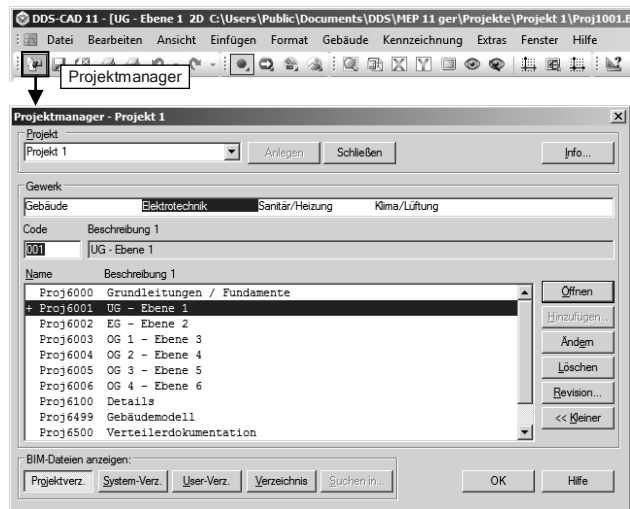 DDS-CAD 11 - [UG - Ebene 1 2D C:\Users\Public\Documents\DDS\MEP 11 ger\Projekte\Projekt 1\Proj1001.
Datei Bearbeiten Ansicht Einfügen Format Gebäude Kennzeichnung Extras Fenster Hilfe
Projektmanager
Projektmanager - Projekt 1
Projekt
Projekt 1 Anlegen Schließen Info...
Gewerk
Gebäude Elektrotechnik Sanitär/Heizung Klima/Lüftung
Code Beschreibung 1
001 UG - Ebene 1
Name Beschreibung 1
Proj6000 Grundleitungen / Fundamente
+ Proj6001 UG - Ebene 1
Proj6002 EG - Ebene 2
Proj6003 OG 1 - Ebene 3
Proj6004 OG 2 - Ebene 4
Proj6005 OG 3 - Ebene 5
Proj6006 OG 4 - Ebene 6
Proj6100 Details
Proj6499 Gebäudemodell
Proj6500 Verteilerdokumentation
Öffnen
Hinzufügen...
Ändern
Löschen
Revision...
<< Kleiner
BIM-Dateien anzeigen:
Projektverz. System-Verz. User-Verz. Verzeichnis Suchen in... OK Hilfe